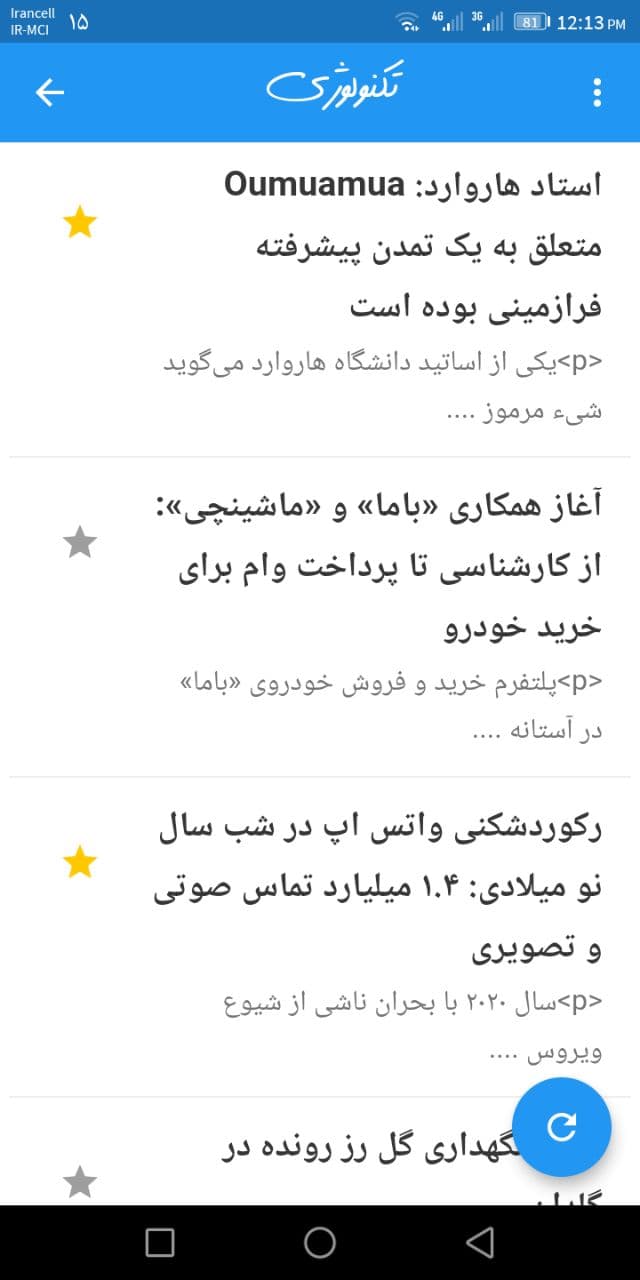 Irancell
IR-MCI
۱۵
4G 3G 81 12:13 PM
تکنولوژی
استاد هاروارد: Oumuamua
متعلق به یک تمدن پیشرفته
فرازمینی بوده است
<p>یکی از اساتید دانشگاه هاروارد می‌گوید
شیء مرموز ....
آغاز همکاری «باما» و «ماشینچی»:
از کارشناسی تا پرداخت وام برای
خرید خودرو
<p>پلتفرم خرید و فروش خودروی «باما»
در آستانه ....
رکوردشکنی واتس اپ در شب سال
نو میلادی: ۱.۴ میلیارد تماس صوتی
و تصویری
<p>سال ۲۰۲۰ با بحران ناشی از شیوع
ویروس ....
گل رز رونده در